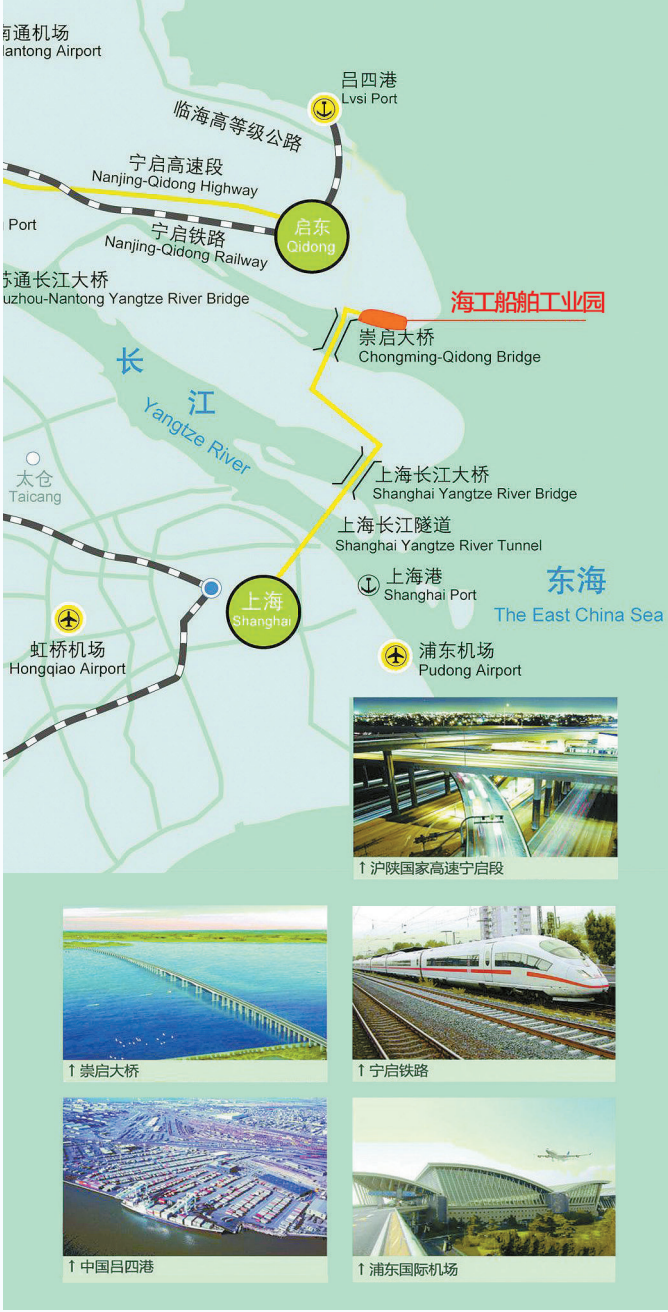 南通机场
Nantong Airport
吕四港
Lvsi Port
临海高等级公路
宁启高速段
Nanjing-Qidong Highway
启东
Qidong
Port
宁启铁路
Nanjing-Qidong Railway
苏通长江大桥
uzhou-Nantong Yangtze River Bridge
海工船舶工业园
崇启大桥
Chongming-Qidong Bridge
长
江
Yangtze River
太仓
Taicang
上海长江大桥
Shanghai Yangtze River Bridge
上海长江隧道
Shanghai Yangtze River Tunnel
上海港
Shanghai Port
东海
The East China Sea
上海
Shanghai
虹桥机场
Hongqiao Airport
浦东机场
Pudong Airport
↑沪陕国家高速宁启段
↑崇启大桥
↑宁启铁路
↑中国吕四港
↑浦东国际机场